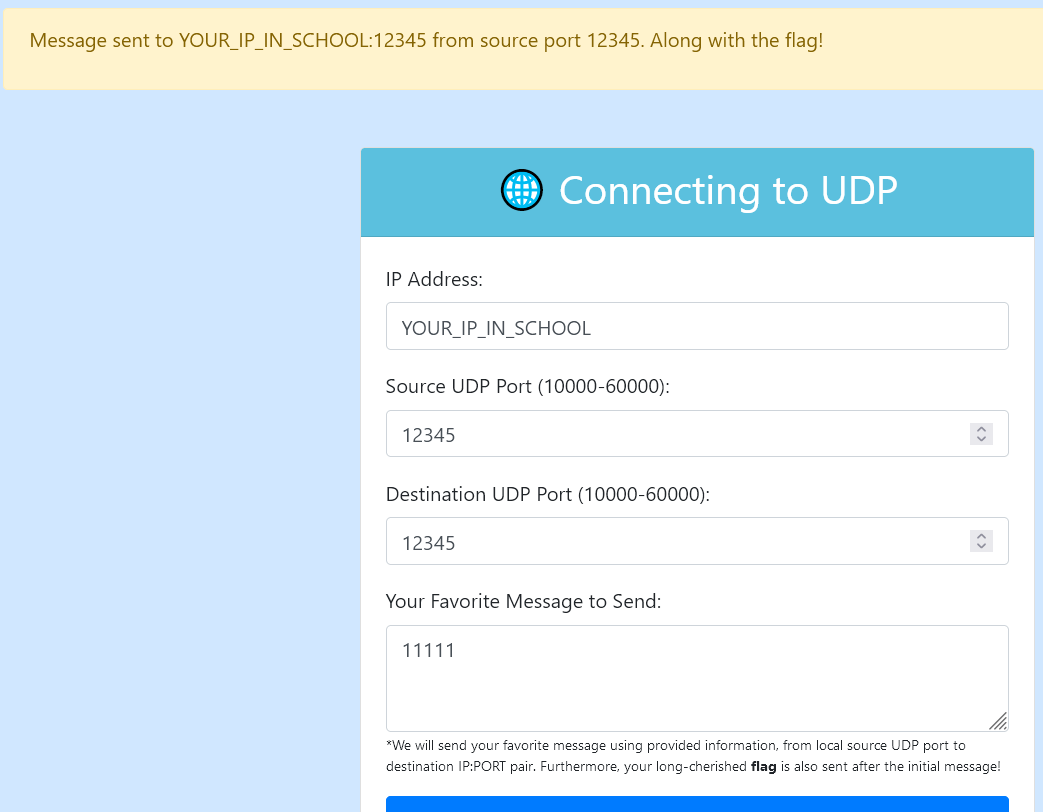 Message sent to YOUR_IP_IN_SCHOOL:12345 from source port 12345. Along with the flag!
Connecting to UDP
IP Address:
YOUR_IP_IN_SCHOOL
Source UDP Port (10000-60000):
12345
Destination UDP Port (10000-60000):
12345
Your Favorite Message to Send:
11111
*We will send your favorite message using provided information, from local source UDP port to
destination IP:PORT pair. Furthermore, your long-cherished flag is also sent after the initial message!